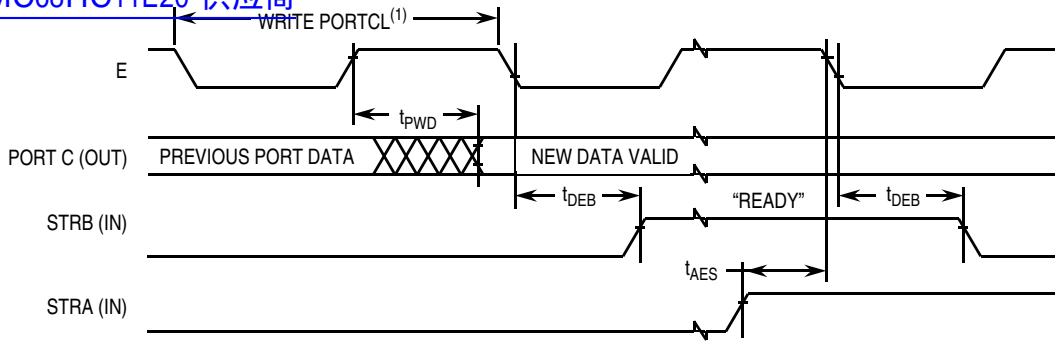 WRITE PORTCL(1)
E
tPWD
PORT C (OUT)
PREVIOUS PORT DATA
NEW DATA VALID
tDEB
"READY"
tDEB
STRB (IN)
tAES
STRA (IN)